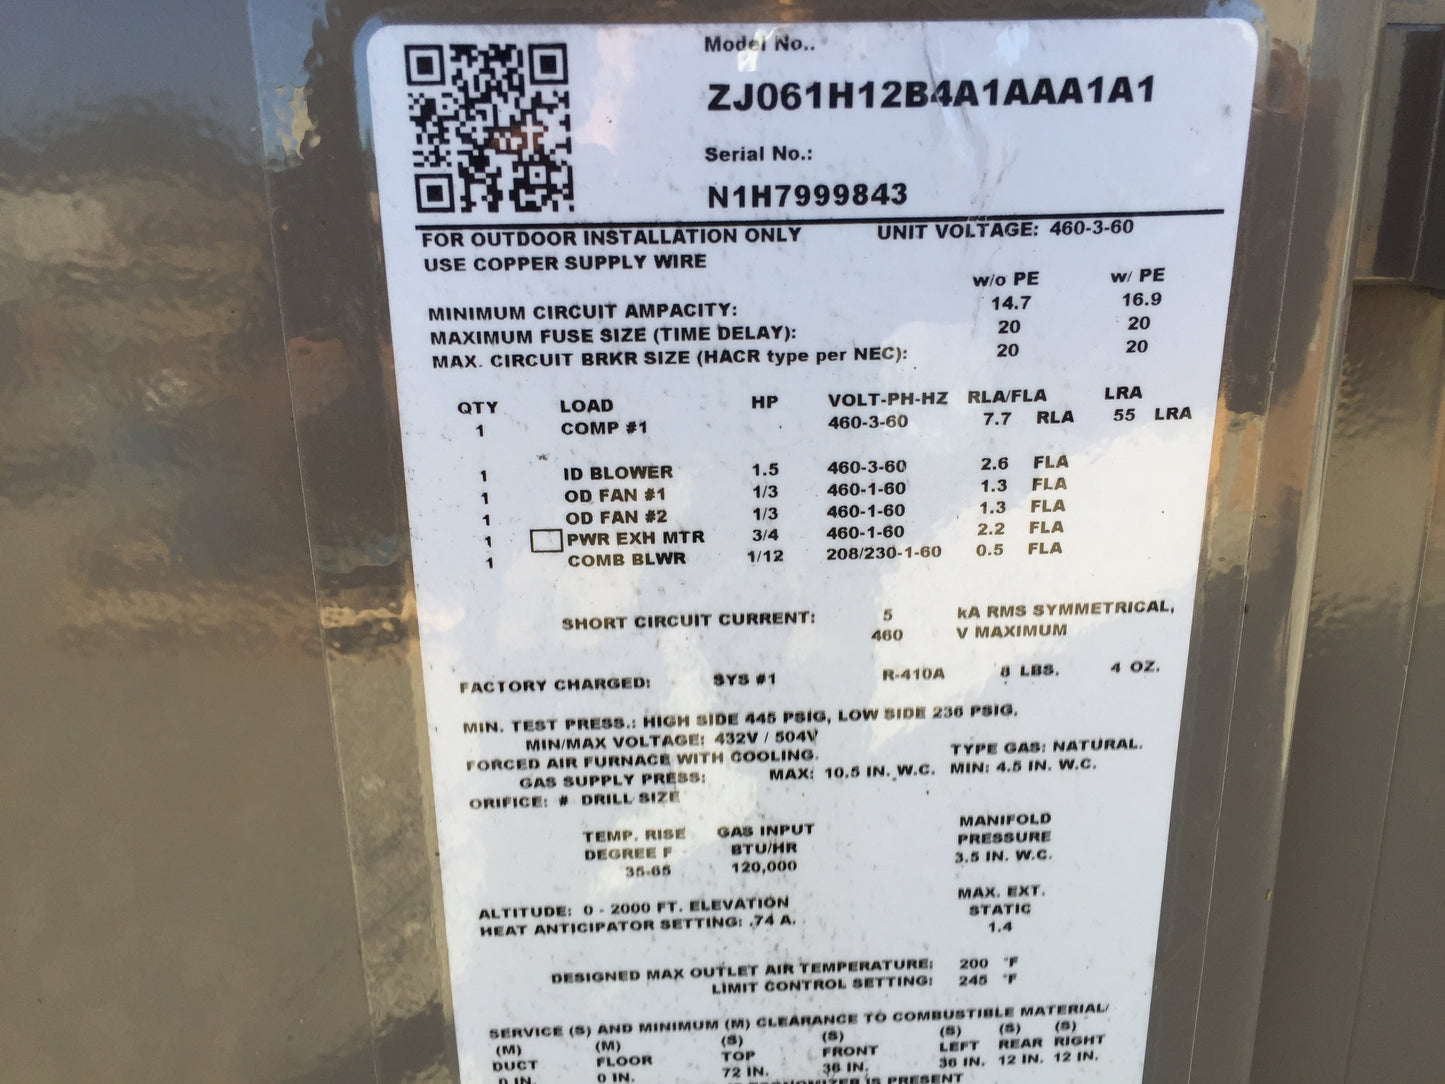 Model No..
ZJ061H12B4A1AAA1A1
Serial No.:
N1H7999843
FOR OUTDOOR INSTALLATION ONLY UNIT VOLTAGE: 460-3-60
USE COPPER SUPPLY WIRE
w/o PE w/ PE
MINIMUM CIRCUIT AMPACITY: 14.7 16.9
MAXIMUM FUSE SIZE (TIME DELAY): 20 20
MAX. CIRCUIT BRKR SIZE (HACR type per NEC): 20 20
QTY LOAD HP VOLT-PH-HZ RLA/FLA LRA
1 COMP #1 460-3-60 7.7 RLA 55 LRA
1 ID BLOWER 1.5 460-3-60 2.6 FLA
1 OD FAN #1 1/3 460-1-60 1.3 FLA
1 OD FAN #2 1/3 460-1-60 1.3 FLA
1 PWR EXH MTR 3/4 460-1-60 2.2 FLA
1 COMB BLWR 1/12 208/230-1-60 0.5 FLA
SHORT CIRCUIT CURRENT: 5 kA RMS SYMMETRICAL,
460 V MAXIMUM
FACTORY CHARGED: SYS #1 R-410A 8 LBS. 4 OZ.
MIN. TEST PRESS.: HIGH SIDE 445 PSIG, LOW SIDE 236 PSIG.
MIN/MAX VOLTAGE: 432V / 504V
FORCED AIR FURNACE WITH COOLING. TYPE GAS: NATURAL.
GAS SUPPLY PRESS: MAX: 10.5 IN. W.C. MIN: 4.5 IN. W.C.
ORIFICE: # DRILL SIZE
TEMP. RISE GAS INPUT MANIFOLD
DEGREE F BTU/HR PRESSURE
35-65 120,000 3.5 IN. W.C.
ALTITUDE: 0 - 2000 FT. ELEVATION MAX. EXT.
HEAT ANTICIPATOR SETTING: .74 A. STATIC
1.4
DESIGNED MAX OUTLET AIR TEMPERATURE: 200 °F
LIMIT CONTROL SETTING: 245 °F
SERVICE (S) AND MINIMUM (M) CLEARANCE TO COMBUSTIBLE MATERIAL/
(M) (M) (S) (S) (S) (S) (S)
DUCT FLOOR TOP FRONT LEFT REAR RIGHT
0 IN. 0 IN. 72 IN. 36 IN. 36 IN. 12 IN. 12 IN.
ECONOMIZER IS PRESENT